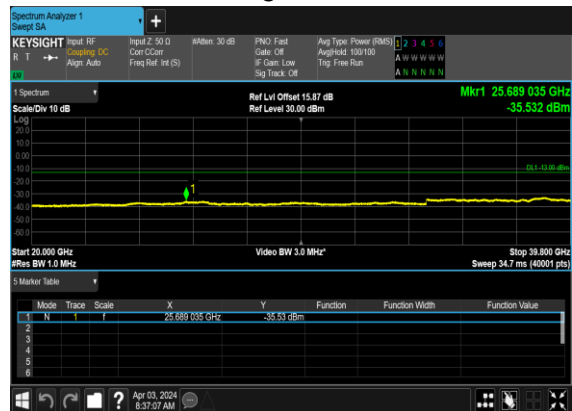 Spectrum Analyzer 1
Swept SA
KEYSIGHT Input: RF Input Z: 50 Ω #Atten: 30 dB PNO: Fast Avg Type: Power (RMS) 1 2 3 4 5 6
R T Coupling: DC Corr CCorr Gate: Off Avg|Hold: 100/100 A W W W W W
Align: Auto Freq Ref: Int (S) IF Gain: Low Trig: Free Run
LXI Sig Track: Off A N N N N N
1 Spectrum Ref Lvl Offset 15.87 dB Mkr1 25.689 035 GHz
Scale/Div 10 dB Ref Level 30.00 dBm -35.532 dBm
Log
20.0
10.0
0.00
-10.0 DL1 -13.00 dBm
-20.0
-30.0 1
-40.0
-50.0
-60.0
Start 20.000 GHz Video BW 3.0 MHz* Stop 39.800 GHz
#Res BW 1.0 MHz Sweep 34.7 ms (40001 pts)
5 Marker Table
Mode Trace Scale X Y Function Function Width Function Value
1 N 1 f 25.689 035 GHz -35.53 dBm
2
3
4
5
6
? Apr 03, 2024
8:37:07 AM